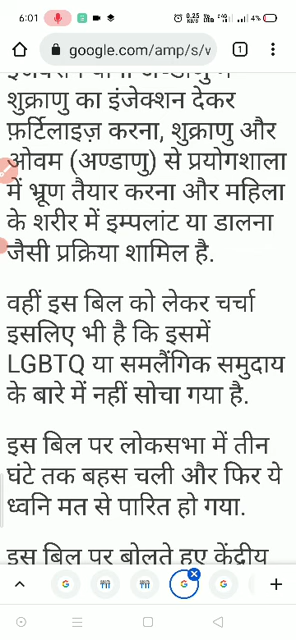 6:01
4%
google.com/amp/s/v
1
शुक्राणु का इंजेक्शन देकर
फ़र्टिलाइज़ करना, शुक्राणु और
ओवम (अण्डाणु) से प्रयोगशाला
में भ्रूण तैयार करना और महिला
के शरीर में इम्पलांट या डालना
जैसी प्रक्रिया शामिल है.
वहीं इस बिल को लेकर चर्चा
इसलिए भी है कि इसमें
LGBTQ या समलैंगिक समुदाय
के बारे में नहीं सोचा गया है.
इस बिल पर लोकसभा में तीन
घंटे तक बहस चली और फिर ये
ध्वनि मत से पारित हो गया.
इस बिल पर बोलते हुए केंद्रीय